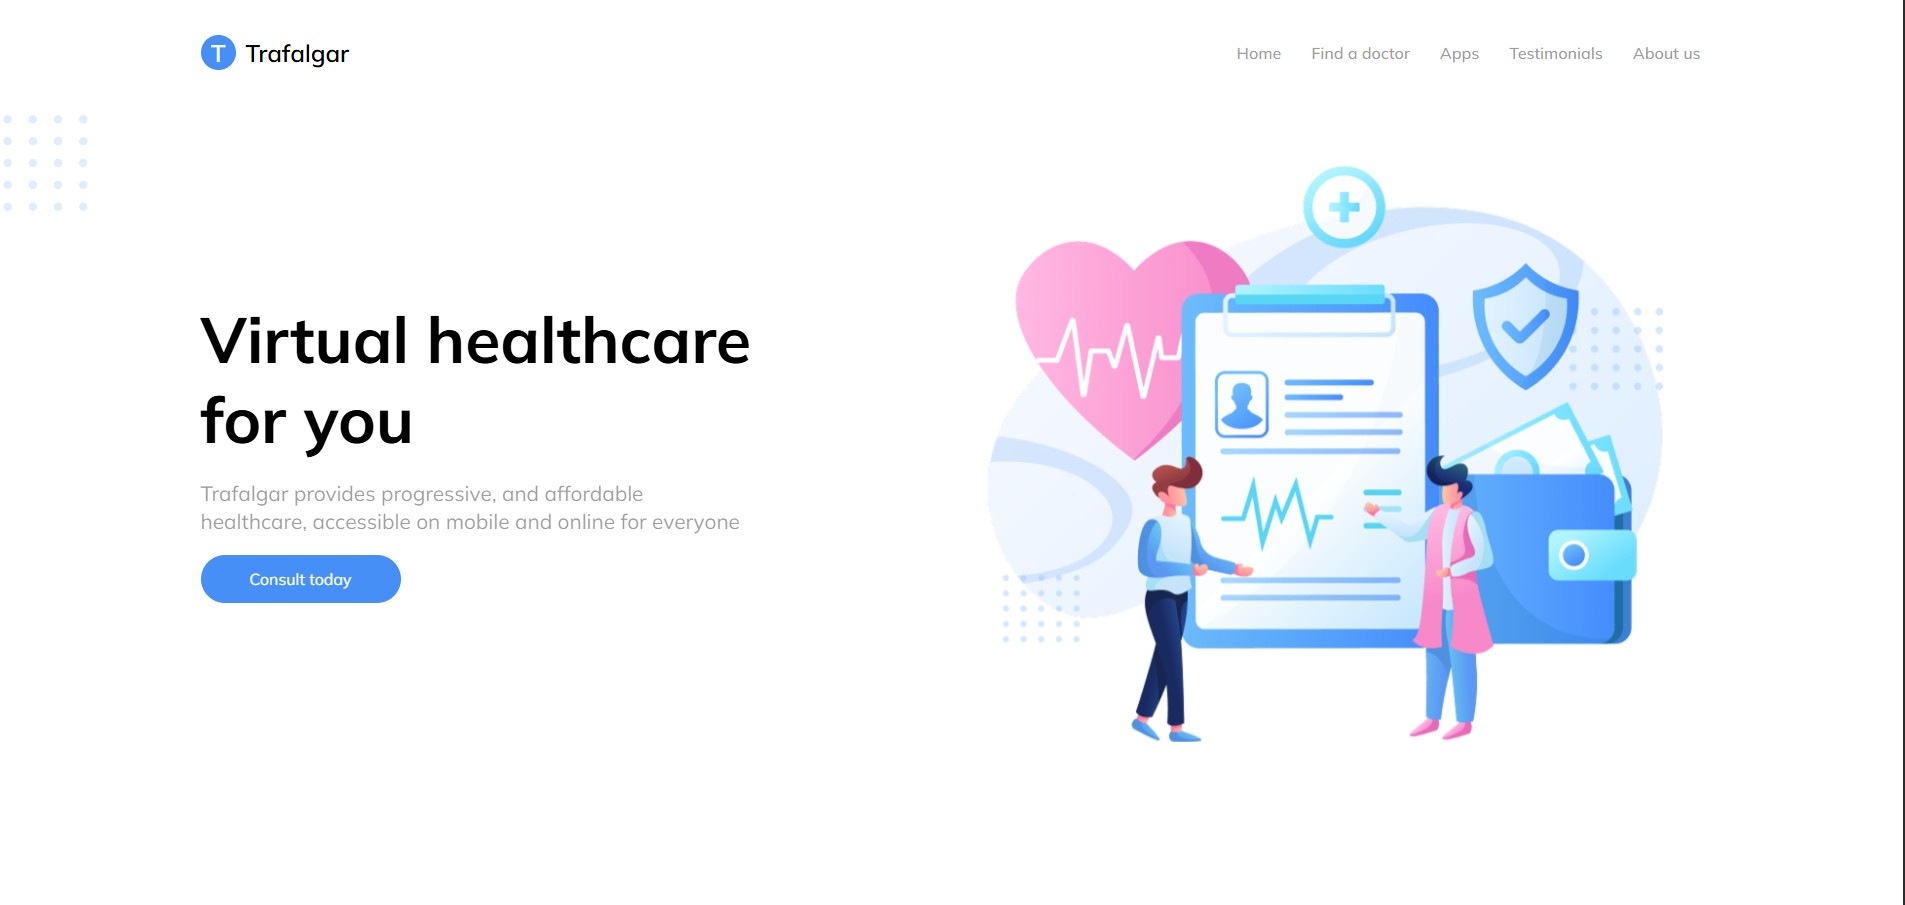 T Trafalgar
Home Find a doctor Apps Testimonials About us
Virtual healthcare
for you
Trafalgar provides progressive, and affordable
healthcare, accessible on mobile and online for everyone
Consult today